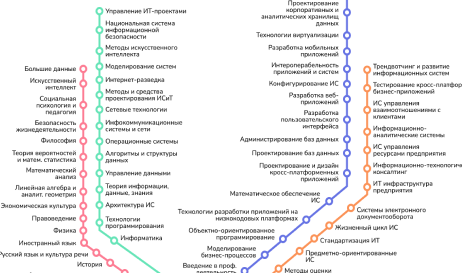 Управление ИТ-проектами
Национальная система
информационной
безопасности
Методы искусственного
интеллекта
Моделирование систем
Интернет-разведка
Методы и средства
проектирования ИСиТ
Сетевые технологии
Инфокоммуникационные
системы и сети
Операционные системы
Алгоритмы и структуры
данных
Управление данными
Теория информации,
данные, знания
Архитектура ИС
Технологии
программирования
Информатика
Большие данные
Искусственный
интеллект
Социальная
психология и
педагогия
Безопасность
жизнедеятельности
Философия
Теория вероятностей
и матем. статистика
Математический
анализ
Линейная алгебра и
аналит. геометрия
Экономическая культура
Правоведение
Физика
Иностранный язык
Русский язык и культура речи
История
Проектирование
корпоративных и
аналитических хранилищ
данных
Технологии виртуализации
Разработка мобильных
приложений
Интероперабельность
приложений и систем
Конфигурирование ИС
Разработка веб-
приложений
Разработка
пользовательского
интерфейса
Администрирование баз данных
Проектирование баз данных
Проектирование и дизайн
кросс-платформенных
приложений
Математическое обеспечение
ИС
Технологии разработки приложений на
низкокодовых платформах
Объектно-ориентированное
программирование
Моделирование
бизнес-процессов
Введение в проф.
деятельность
Трендвотчинг и развитие
информационных систем
Тестирование кросс-платфор
бизнес-приложений
ИС управления
взаимоотношениями с
клиентами
Информационно-
аналитические системы
ИС управления
ресурсами предприятия
Информационно-технологич
консалтинг
ИТ инфраструктура
предприятия
Системы электронного
документооборота
Жизненный цикл ИС
Стандартизация ИТ
Предметно-ориентированные
ИС
Методы оценки